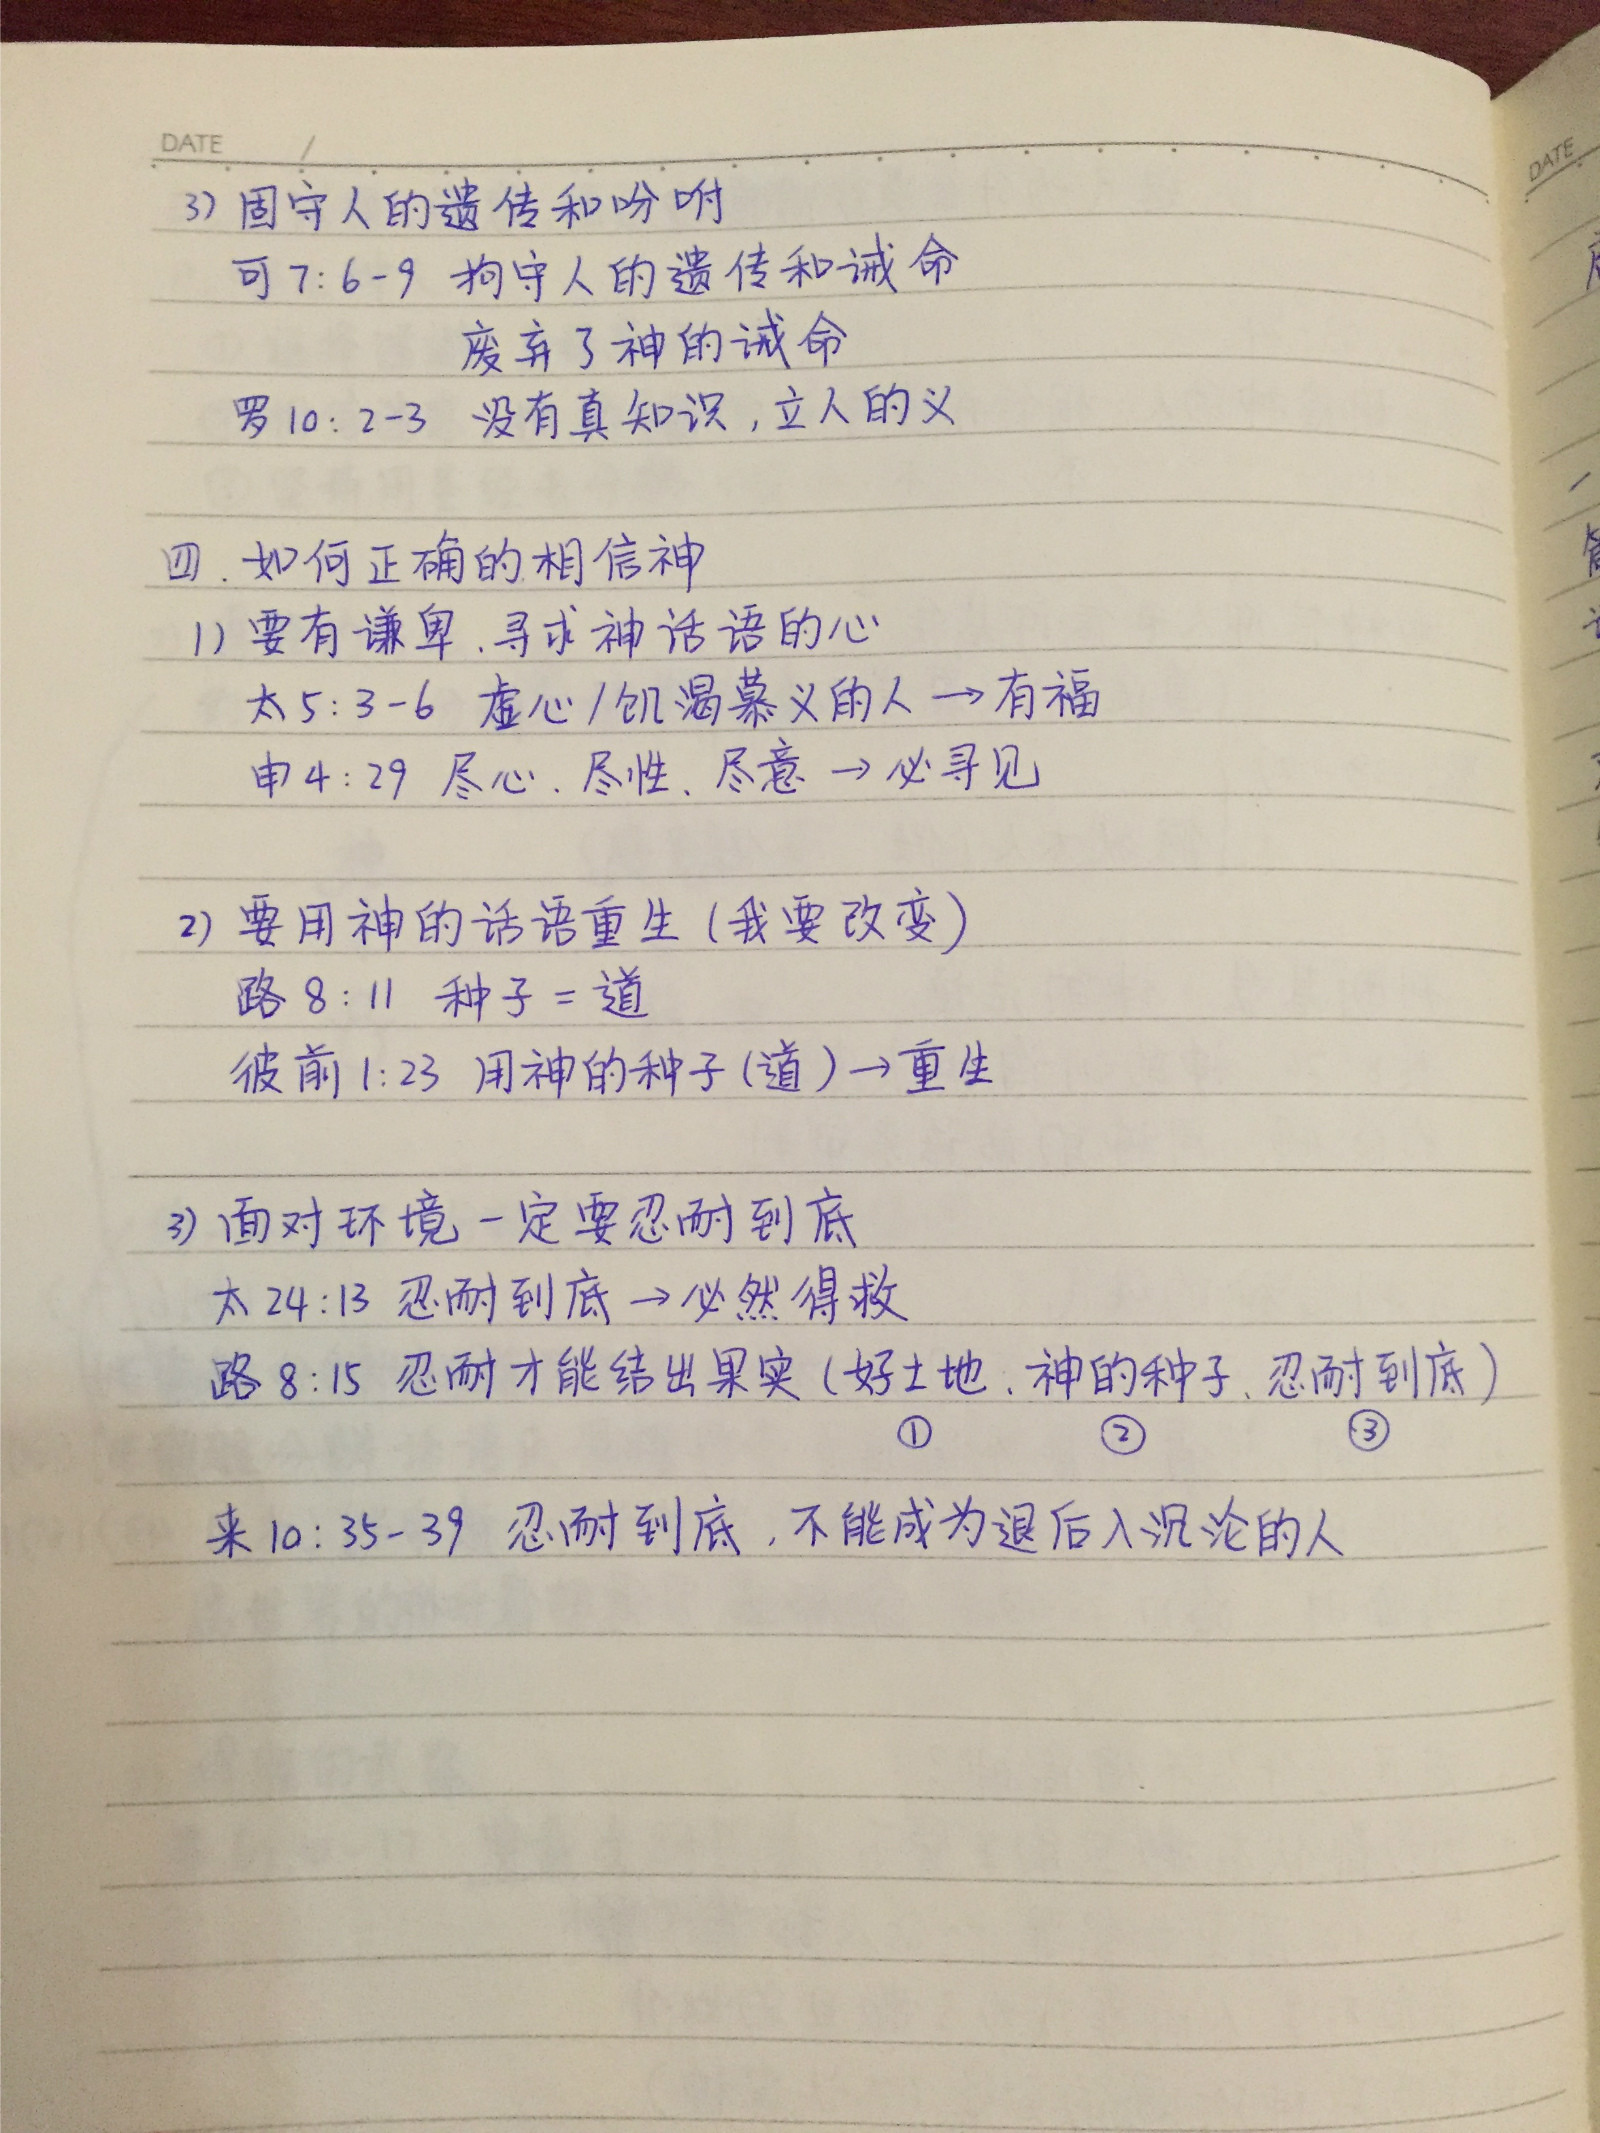 DATE /
3) 固守人的遗传和吩咐
可7:6-9 拘守人的遗传和诫命
废弃了神的诫命
罗10:2-3 没有真知识,立人的义
四.如何正确的相信神
1) 要有谦卑、寻求神话语的心
太5:3-6 虚心/饥渴慕义的人→有福
申4:29 尽心、尽性、尽意→必寻见
2) 要用神的话语重生(我要改变)
路8:11 种子=道
彼前1:23 用神的种子(道)→重生
3) 面对环境一定要忍耐到底
太24:13 忍耐到底→必然得救
路8:15 忍耐才能结出果实(好土地、神的种子、忍耐到底)
① ② ③
来10:35-39 忍耐到底,不能成为退后入沉沦的人
DATE